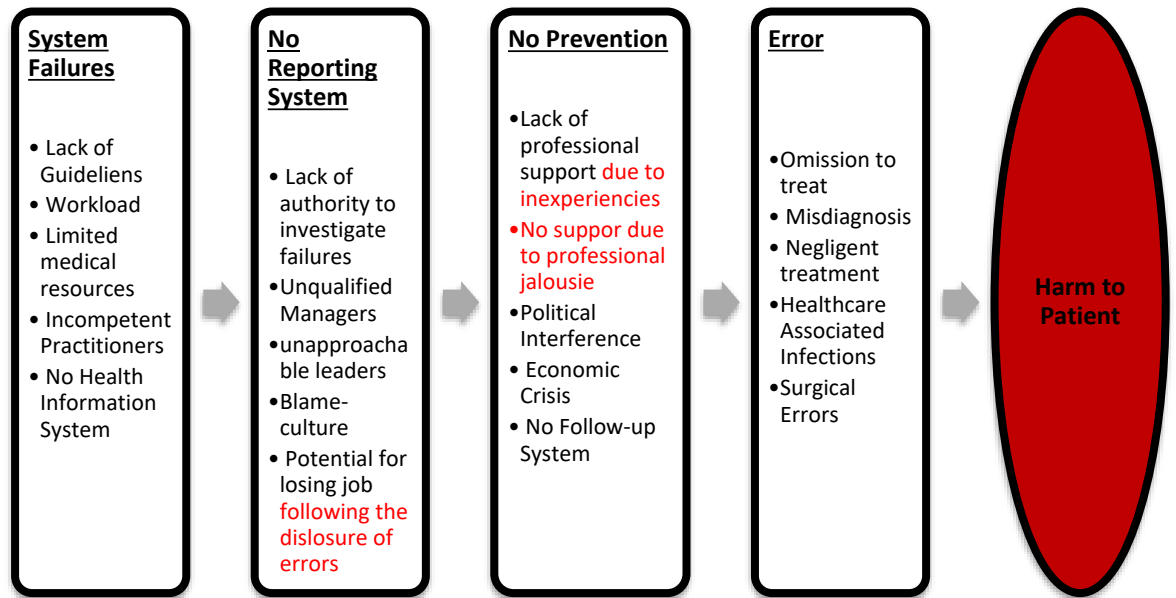 System
Failures
• Lack of
Guideliens
• Workload
• Limited
medical
resources
• Incompetent
Practitioners
• No Health
Information
System
No
Reporting
System
• Lack of
authority to
investigate
failures
•Unqualified
Managers
•unapproacha
ble leaders
•Blame-
culture
• Potential for
losing job
following the
dislosure of
errors
No Prevention
•Lack of
professional
support due to
inexperiencies
•No suppor due
to professional
jalousie
•Political
Interference
• Economic
Crisis
• No Follow-up
System
Error
•Omission to
treat
• Misdiagnosis
• Negligent
treatment
•Healthcare
Associated
Infections
•Surgical
Errors
Harm to
Patient